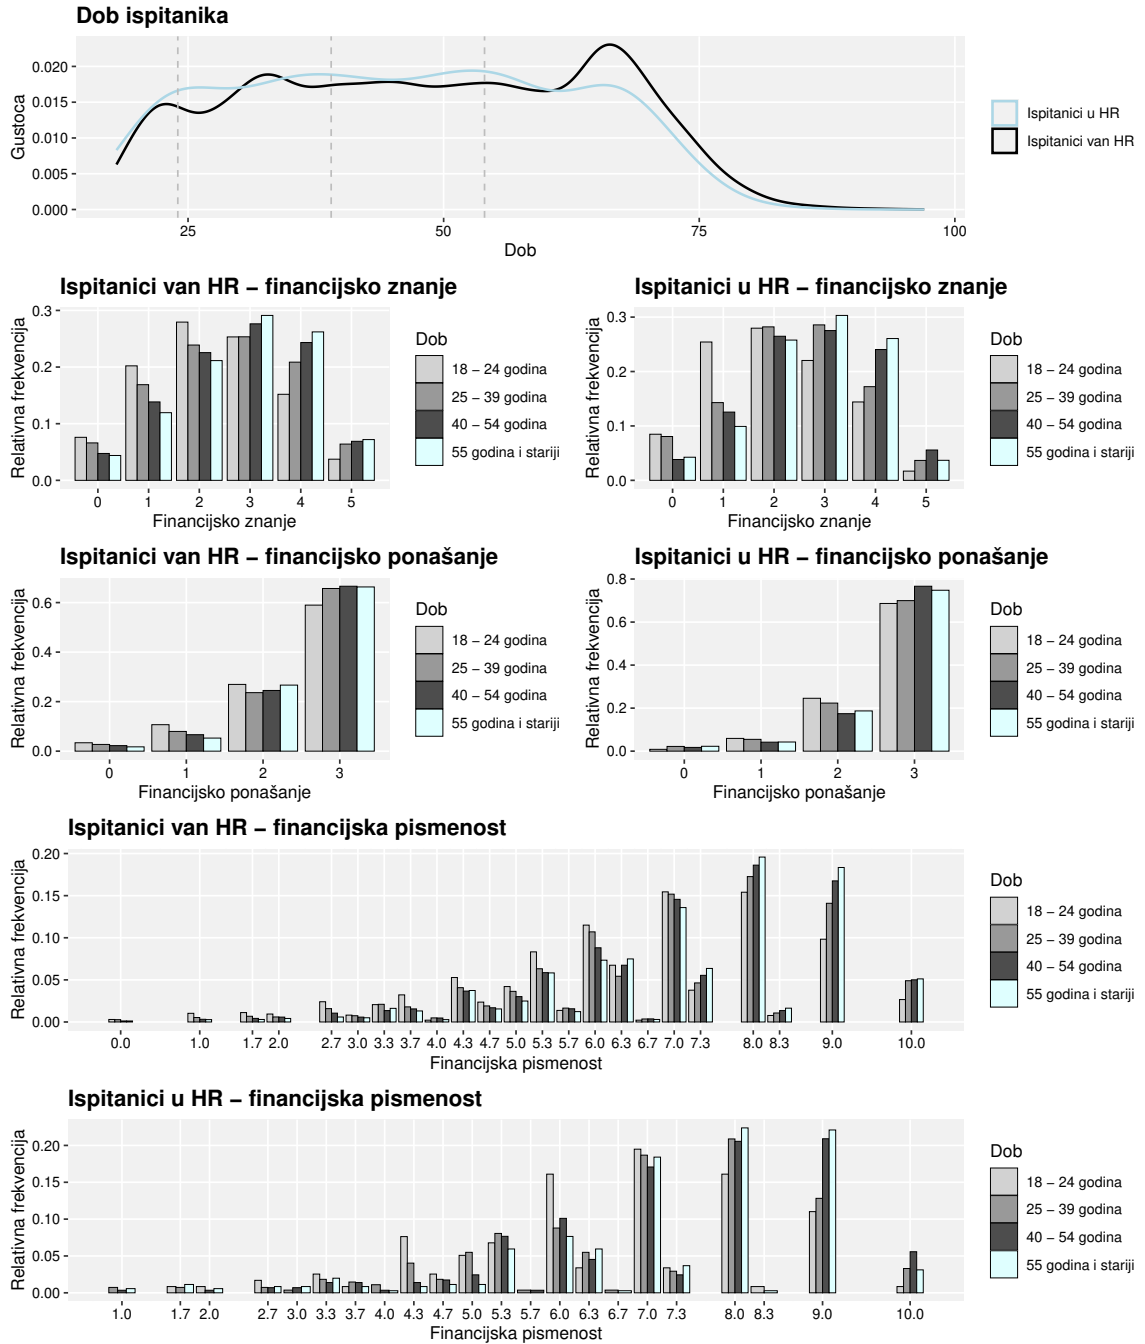 Dob ispitanika
Gustoca
0.020
0.015
0.010
0.005
0.000
25 50 75 100
Dob
Ispitanici u HR
Ispitanici van HR
Ispitanici van HR – financijsko znanje
Relativna frekvencija
0.3
0.2
0.1
0.0
0 1 2 3 4 5
Financijsko znanje
Dob
18 – 24 godina
25 – 39 godina
40 – 54 godina
55 godina i stariji
Ispitanici u HR – financijsko znanje
Relativna frekvencija
0.3
0.2
0.1
0.0
0 1 2 3 4 5
Financijsko znanje
Dob
18 – 24 godina
25 – 39 godina
40 – 54 godina
55 godina i stariji
Ispitanici van HR – financijsko ponašanje
Relativna frekvencija
0.6
0.4
0.2
0.0
0 1 2 3
Financijsko ponašanje
Dob
18 – 24 godina
25 – 39 godina
40 – 54 godina
55 godina i stariji
Ispitanici u HR – financijsko ponašanje
Relativna frekvencija
0.8
0.6
0.4
0.2
0.0
0 1 2 3
Financijsko ponašanje
Dob
18 – 24 godina
25 – 39 godina
40 – 54 godina
55 godina i stariji
Ispitanici van HR – financijska pismenost
Relativna frekvencija
0.20
0.15
0.10
0.05
0.00
0.0 1.0 1.7 2.0 2.7 3.0 3.3 3.7 4.0 4.3 4.7 5.0 5.3 5.7 6.0 6.3 6.7 7.0 7.3 8.0 8.3 9.0 10.0
Financijska pismenost
Dob
18 – 24 godina
25 – 39 godina
40 – 54 godina
55 godina i stariji
Ispitanici u HR – financijska pismenost
Relativna frekvencija
0.20
0.15
0.10
0.05
0.00
1.0 1.7 2.0 2.7 3.0 3.3 3.7 4.0 4.3 4.7 5.0 5.3 5.7 6.0 6.3 6.7 7.0 7.3 8.0 8.3 9.0 10.0
Financijska pismenost
Dob
18 – 24 godina
25 – 39 godina
40 – 54 godina
55 godina i stariji